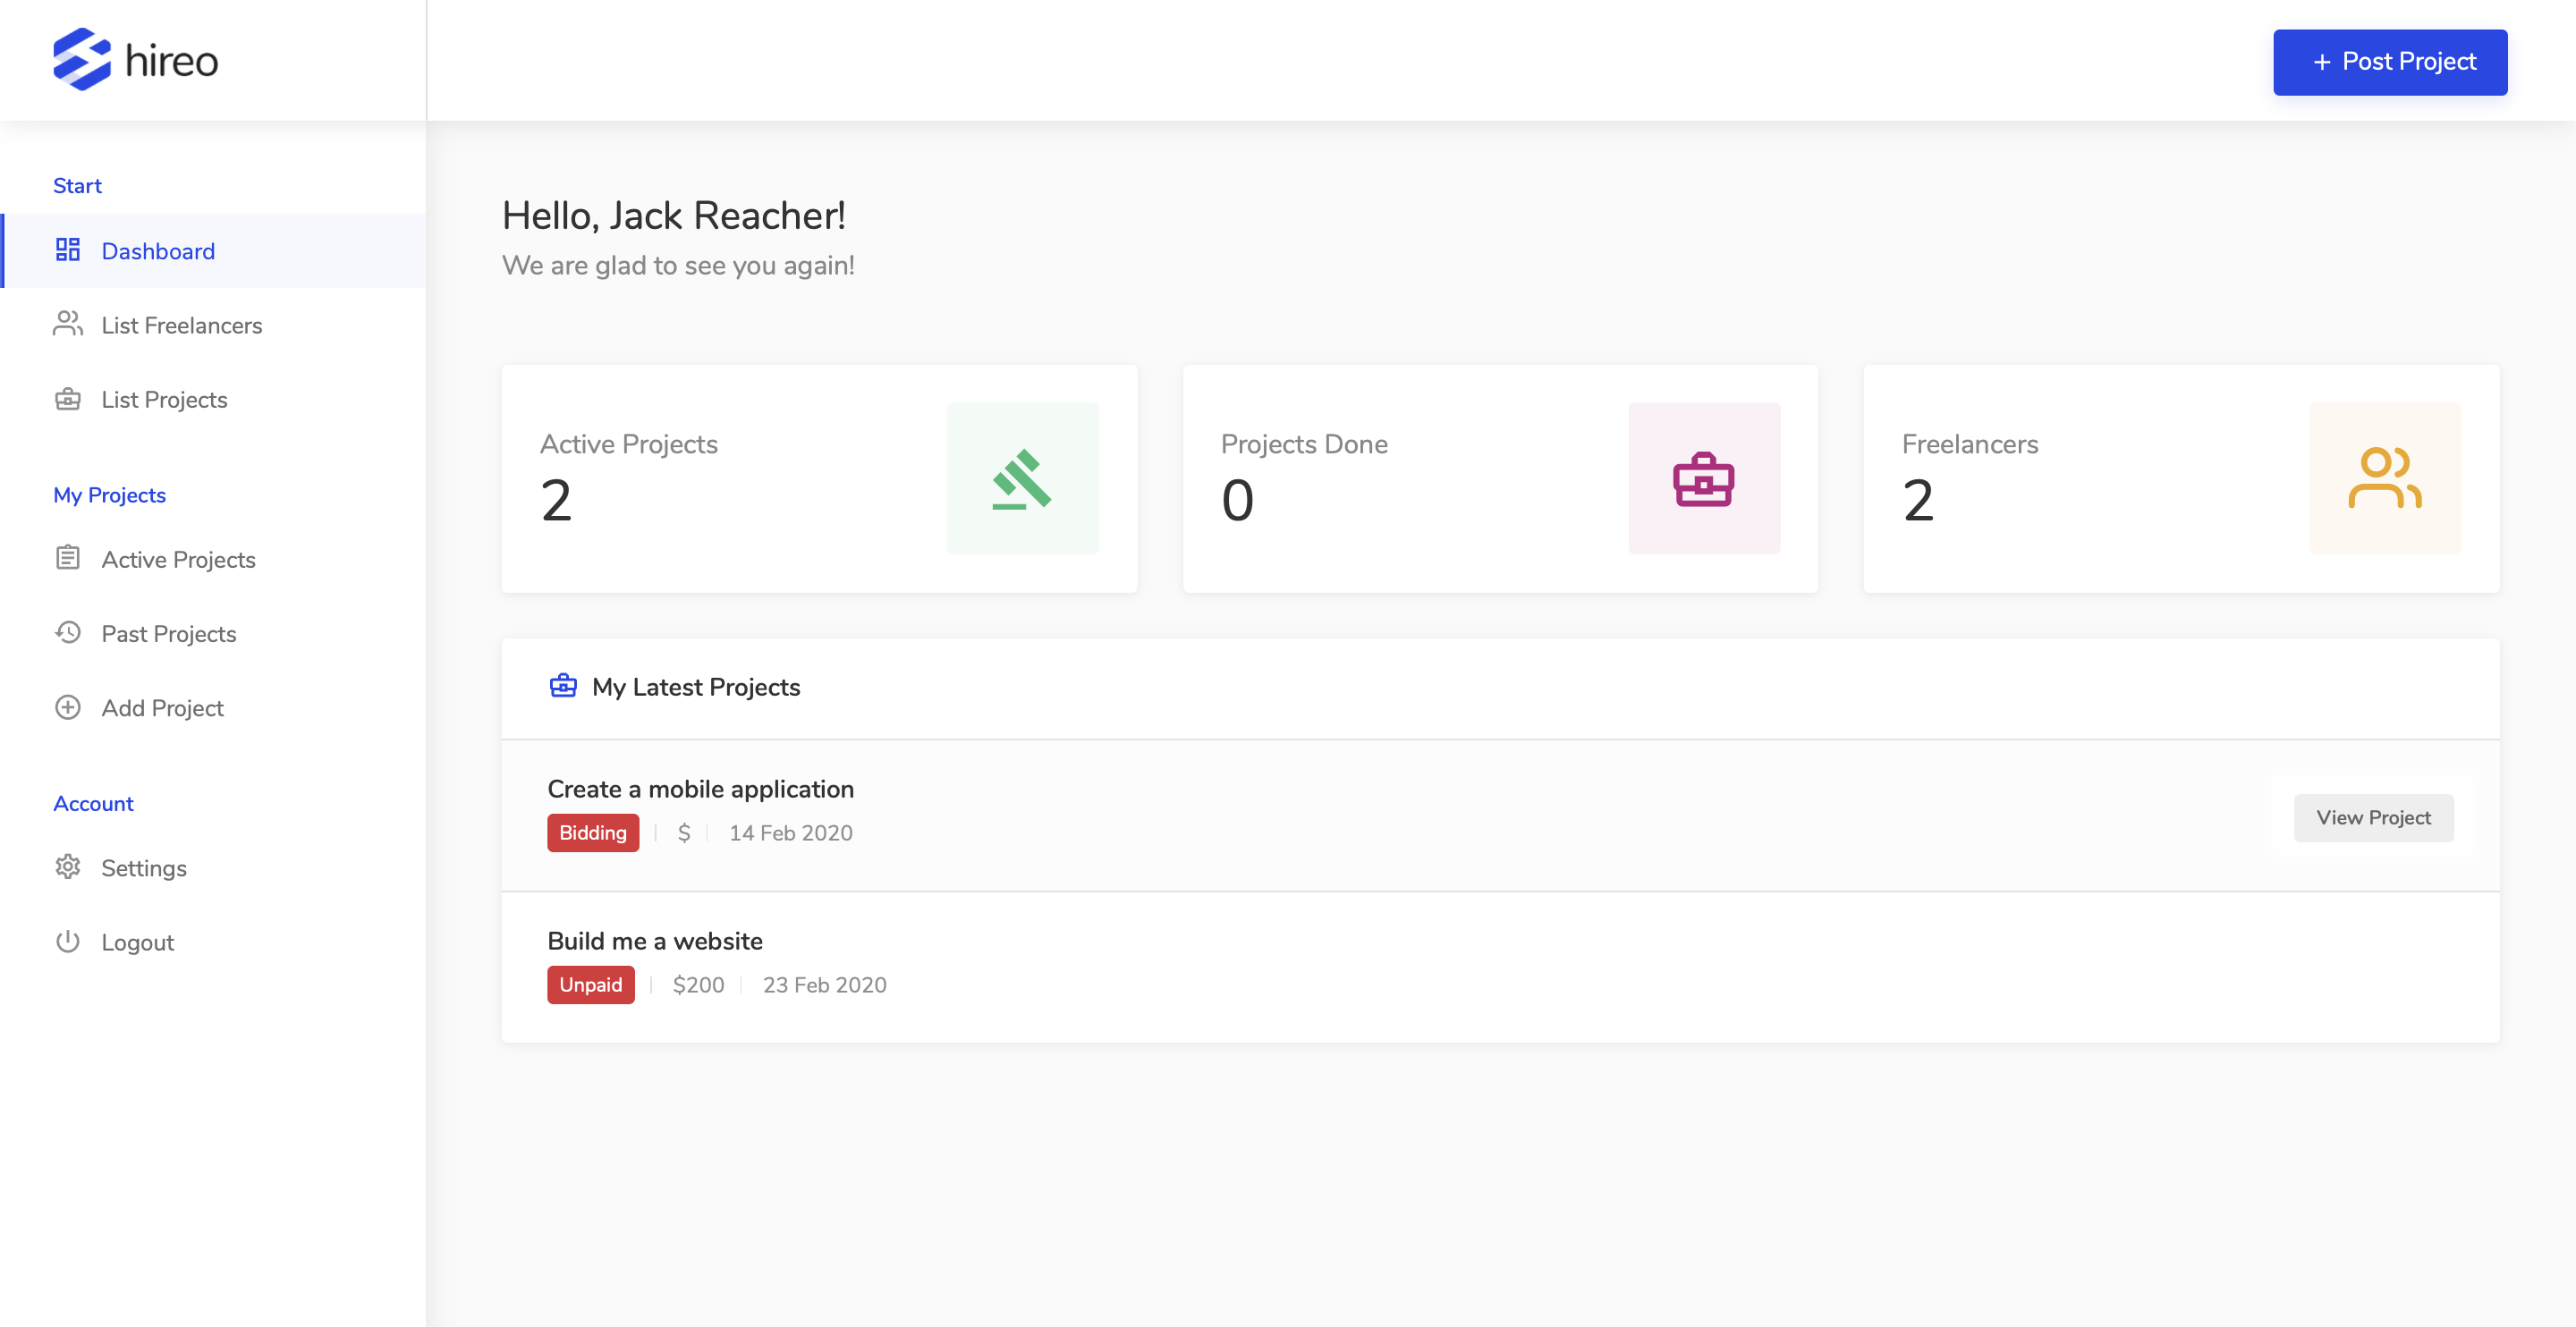 hireo
+ Post Project
Start
Dashboard
List Freelancers
List Projects
My Projects
Active Projects
Past Projects
Add Project
Account
Settings
Logout
Hello, Jack Reacher!
We are glad to see you again!
Active Projects
2
Projects Done
0
Freelancers
2
My Latest Projects
Create a mobile application
Bidding | $ | 14 Feb 2020
View Project
Build me a website
Unpaid | $200 | 23 Feb 2020